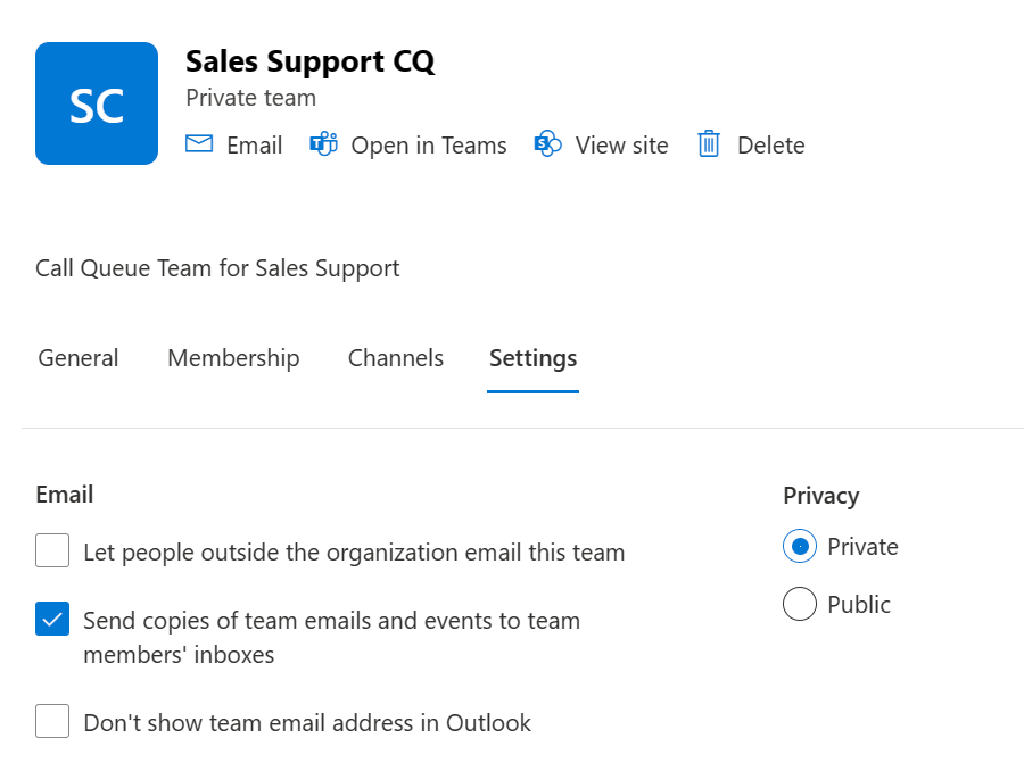 SC
Sales Support CQ
Private team
Email Open in Teams View site Delete
Call Queue Team for Sales Support
General Membership Channels Settings
Email
Let people outside the organization email this team
Send copies of team emails and events to team
members' inboxes
Don't show team email address in Outlook
Privacy
Private
Public